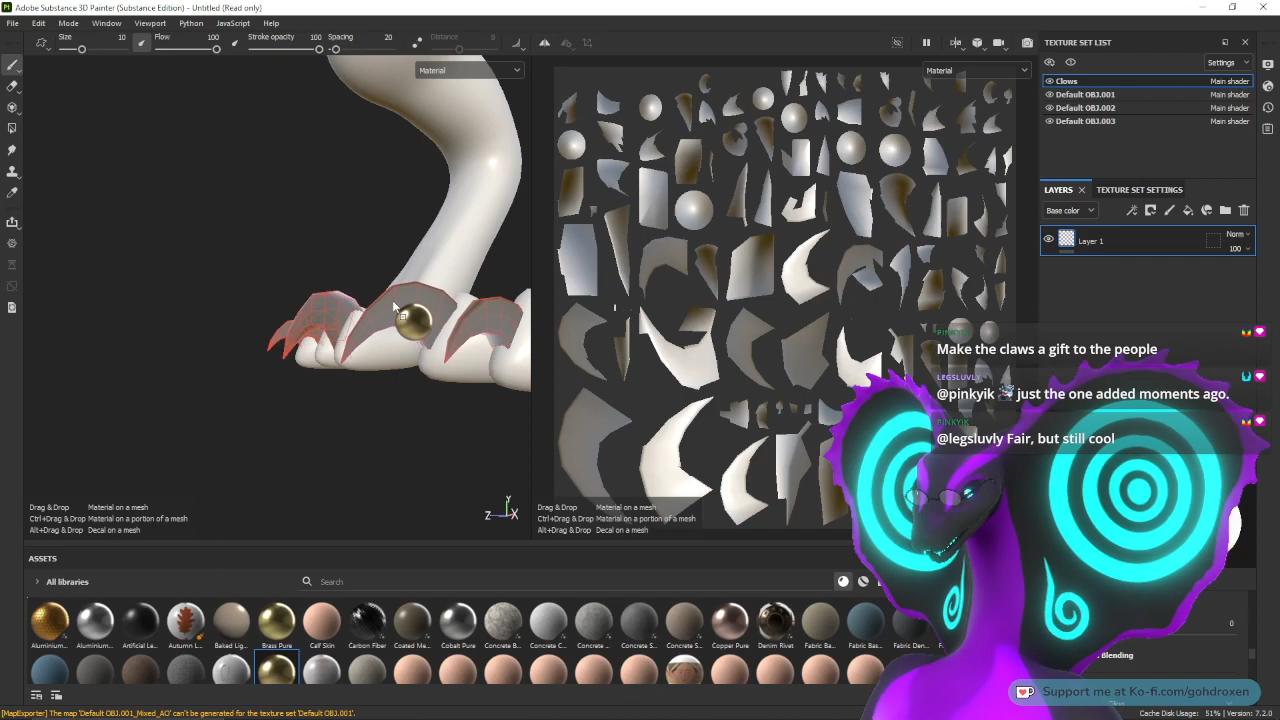 Adobe Substance 3D Painter (Substance Edition) - Untitled (Read only)
File Edit Mode Window Viewport Python JavaScript Help
Size 10 Flow 100 Stroke opacity 100 Spacing 20 Distance
TEXTURE SET LIST
Material
Material
Settings
Claws Main shader
Default OBJ.001 Main shader
Default OBJ.002 Main shader
Default OBJ.003 Main shader
LAYERS TEXTURE SET SETTINGS
Base color
Layer 1 Norm
100
PINKYIK
Make the claws a gift to the people
LEGSLUVLY
@pinkyik just the one added moments ago.
PINKYIK
@legsluvly Fair, but still cool
Drag & Drop Material on a mesh
Ctrl+Drag & Drop Material on a portion of a mesh
Alt+Drag & Drop Decal on a mesh
Y
Z X
Drag & Drop Material on a mesh
Ctrl+Drag & Drop Material on a portion of a mesh
Alt+Drag & Drop Decal on a mesh
ASSETS
All libraries
Search
Aluminium... Aluminium... Artificial Le... Autumn L... Baked Lig... Brass Pure Calf Skin Carbon Fiber Coated Me... Cobalt Pure Concrete B... Concrete C... Concrete ... Concrete S... Concrete S... Copper Pure Denim Rivet Fabric Ba... Fabric Bas... Fabric Den...
0
Blending
Support me at Ko-fi.com/gohdroxen
[MapExporter] The map 'Default OBJ.001_Mixed_AO' can't be generated for the texture set 'Default OBJ.001'.
Cache Disk Usage: 51% | Version: 7.2.0